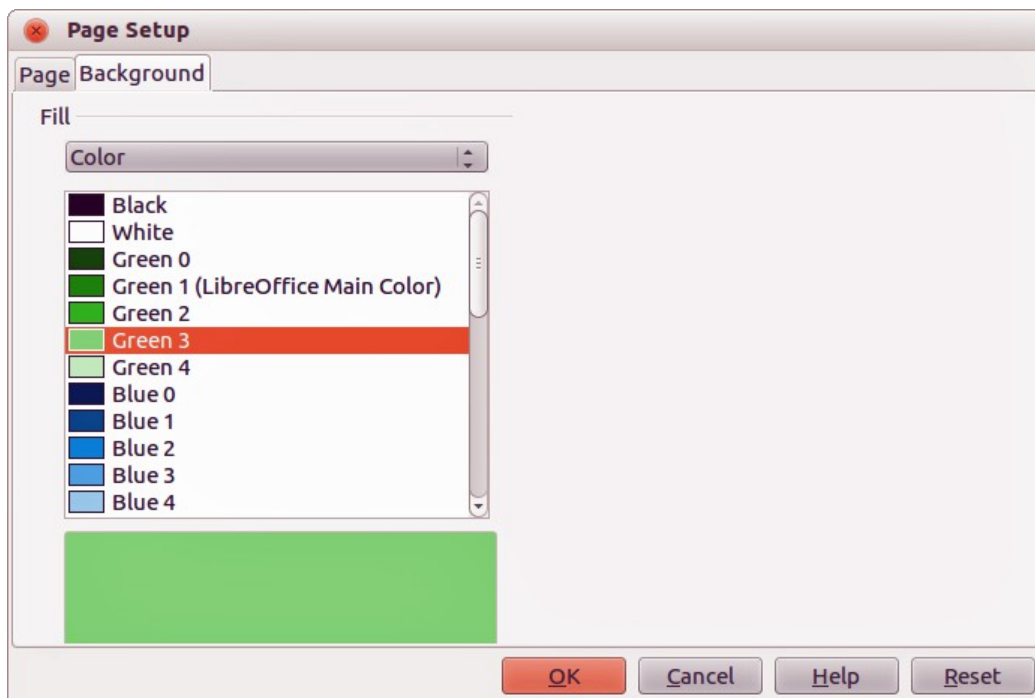 Page Setup
Page Background
Fill
Color
Black
White
Green 0
Green 1 (LibreOffice Main Color)
Green 2
Green 3
Green 4
Blue 0
Blue 1
Blue 2
Blue 3
Blue 4
OK Cancel Help Reset